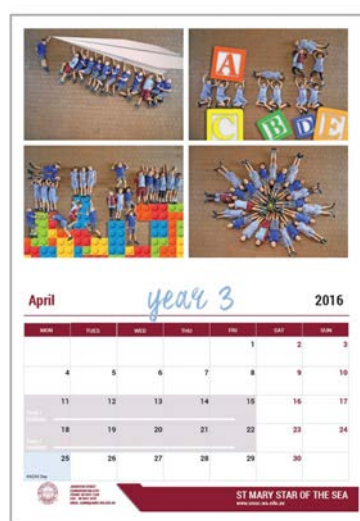 A
C B D E
April year 3 2016
MON TUES WED THU FRI SAT SUN
1 2 3
4 5 6 7 8 9 10
11 12 13 14 15 16 17
18 19 20 21 22 23 24
25 26 27 28 29 30
ANZAC Day
ST MARY STAR OF THE SEA